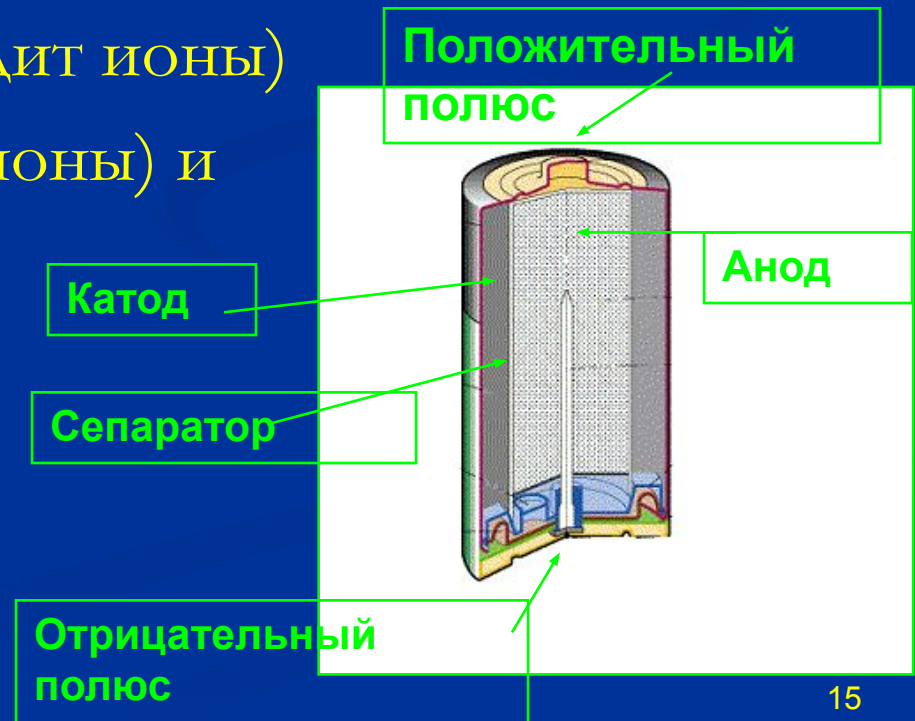 дит ионы)
ионы) и
Положительный
полюс
Анод
Катод
Сепаратор
Отрицательный
полюс
15